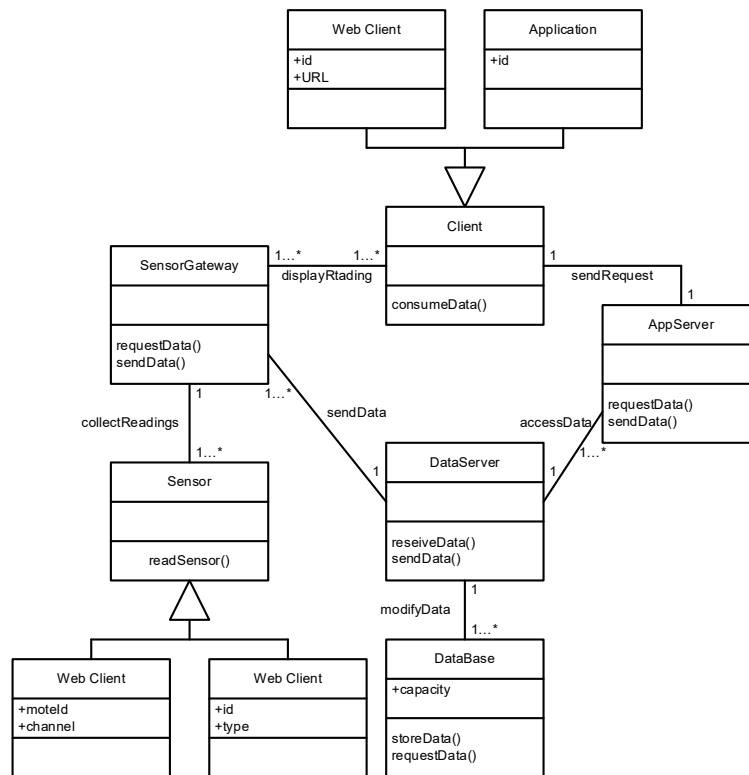 Web Client
+id
+URL
Application
+id
Client
consumeData()
SensorGateway
requestData()
sendData()
1...*
1...*
displayRtading
1
sendRequest
1
AppServer
requestData()
sendData()
1...*
sendData
1
accessData
1...*
1
1
collectReadings
1...*
Sensor
readSensor()
DataServer
reseiveData()
sendData()
1
modifyData
1...*
DataBase
+capacity
storeData()
requestData()
Web Client
+moteId
+channel
Web Client
+id
+type